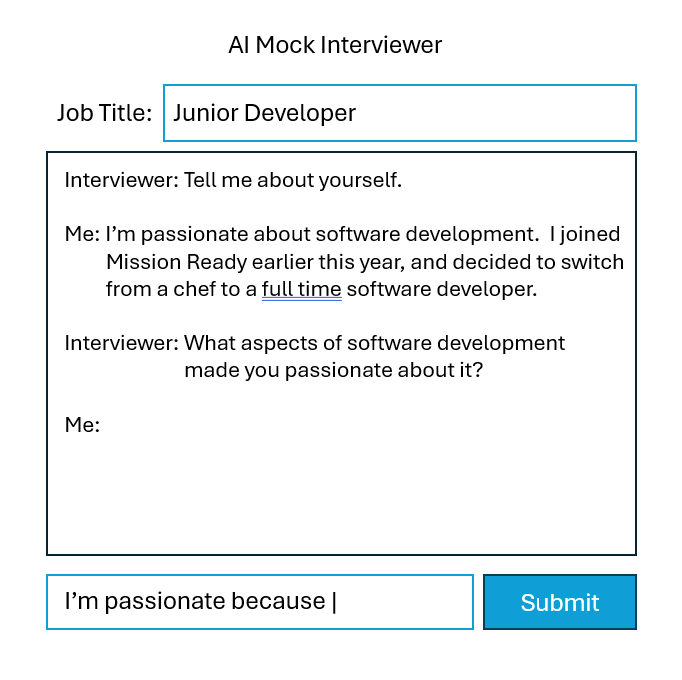 AI Mock Interviewer
Job Title: Junior Developer
Interviewer: Tell me about yourself.
Me: I’m passionate about software development.  I joined
Mission Ready earlier this year, and decided to switch
from a chef to a full time software developer.
Interviewer: What aspects of software development
made you passionate about it?
Me:
I’m passionate because |
Submit